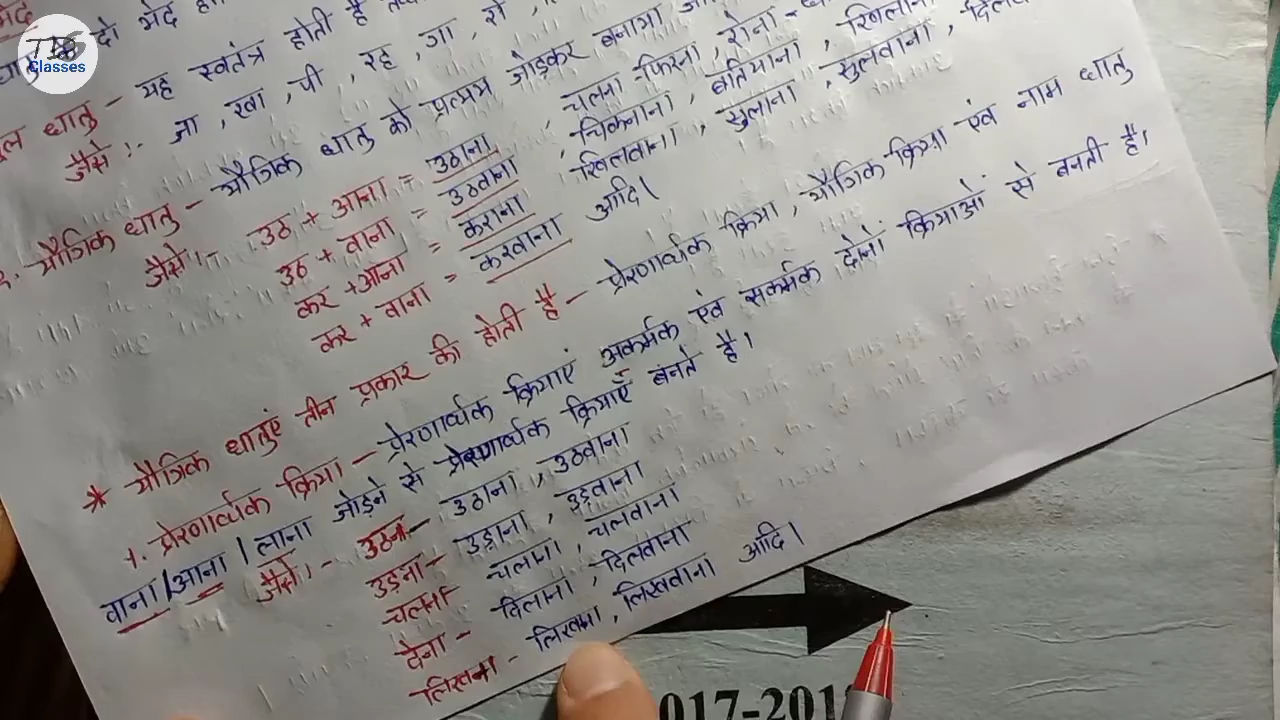 TDS Classes
के दो भेद
मूल धातु - यह स्वतंत्र होती है
जैसे :- जा, खा, पी, रह, गा, रो,
2. यौगिक धातु - यौगिक धातु को प्रत्यय जोड़कर बनाया
जैसे :- उठ + आना = उठाना, चलना-फिरना, रोना-
उठ + वाना = उठवाना, चिकनाना, बतियाना, खिलाना
कर + आना = कराना, खिलवाना, सुलाना, सुलवाना,
कर + वाना = करवाना आदि।
* यौगिक धातुएं तीन प्रकार की होती है - प्रेरणार्थक क्रिया, यौगिक क्रिया एंव नाम धातु
1. प्रेरणार्थक क्रिया - प्रेरणार्थक क्रियाएं अकर्मक एंव सकर्मक दोनों क्रियाओं से बनती है।
वाना/आना/लाना जोड़ने से प्रेरणार्थक क्रियाएँ बनते है।
जैसे :- उठना - उठाना, उठवाना
उड़ना - उड़ाना, उड़वाना
चलना - चलाना, चलवाना
देना - दिलाना, दिलवाना
लिखना - लिखाना, लिखवाना आदि।
017-201